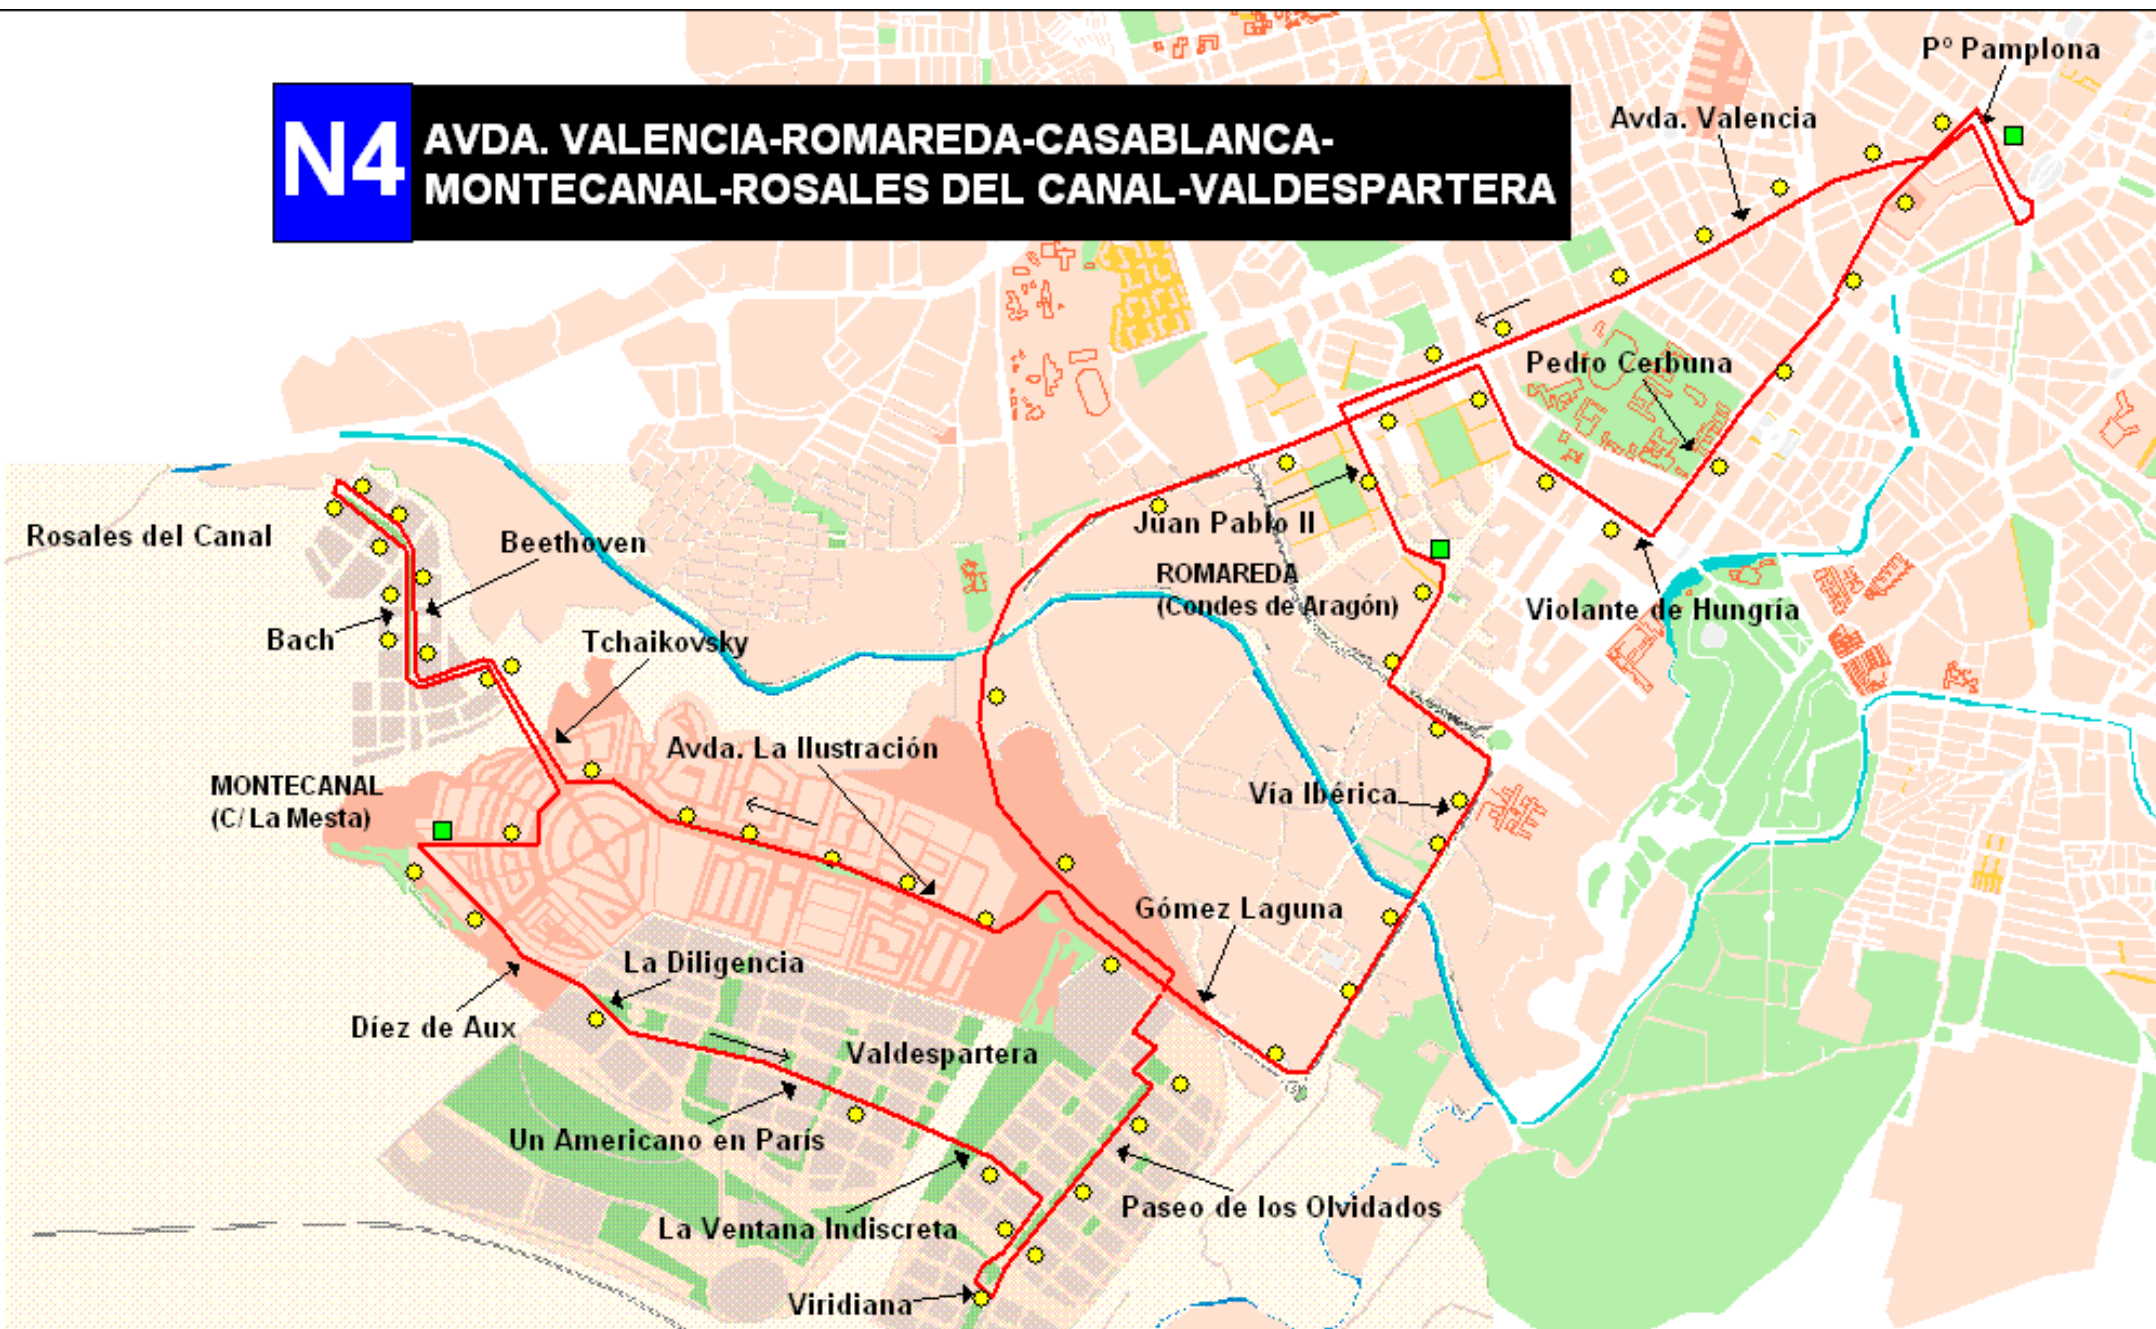 Pº Pamplona
N4
AVDA. VALENCIA-ROMAREDA-CASABLANCA-
MONTECANAL-ROSALES DEL CANAL-VALDESPARTERA
Avda. Valencia
Pedro Cerbuna
Juan Pablo II
Rosales del Canal
Beethoven
ROMAREDA
(Condes de Aragón)
Violante de Hungría
Bach
Tchaikovsky
Avda. La Ilustración
MONTECANAL
(C/ La Mesta)
Vía Ibérica
Gómez Laguna
La Diligencia
Díez de Aux
Valdespartera
Un Americano en París
Paseo de los Olvidados
La Ventana Indiscreta
Viridiana